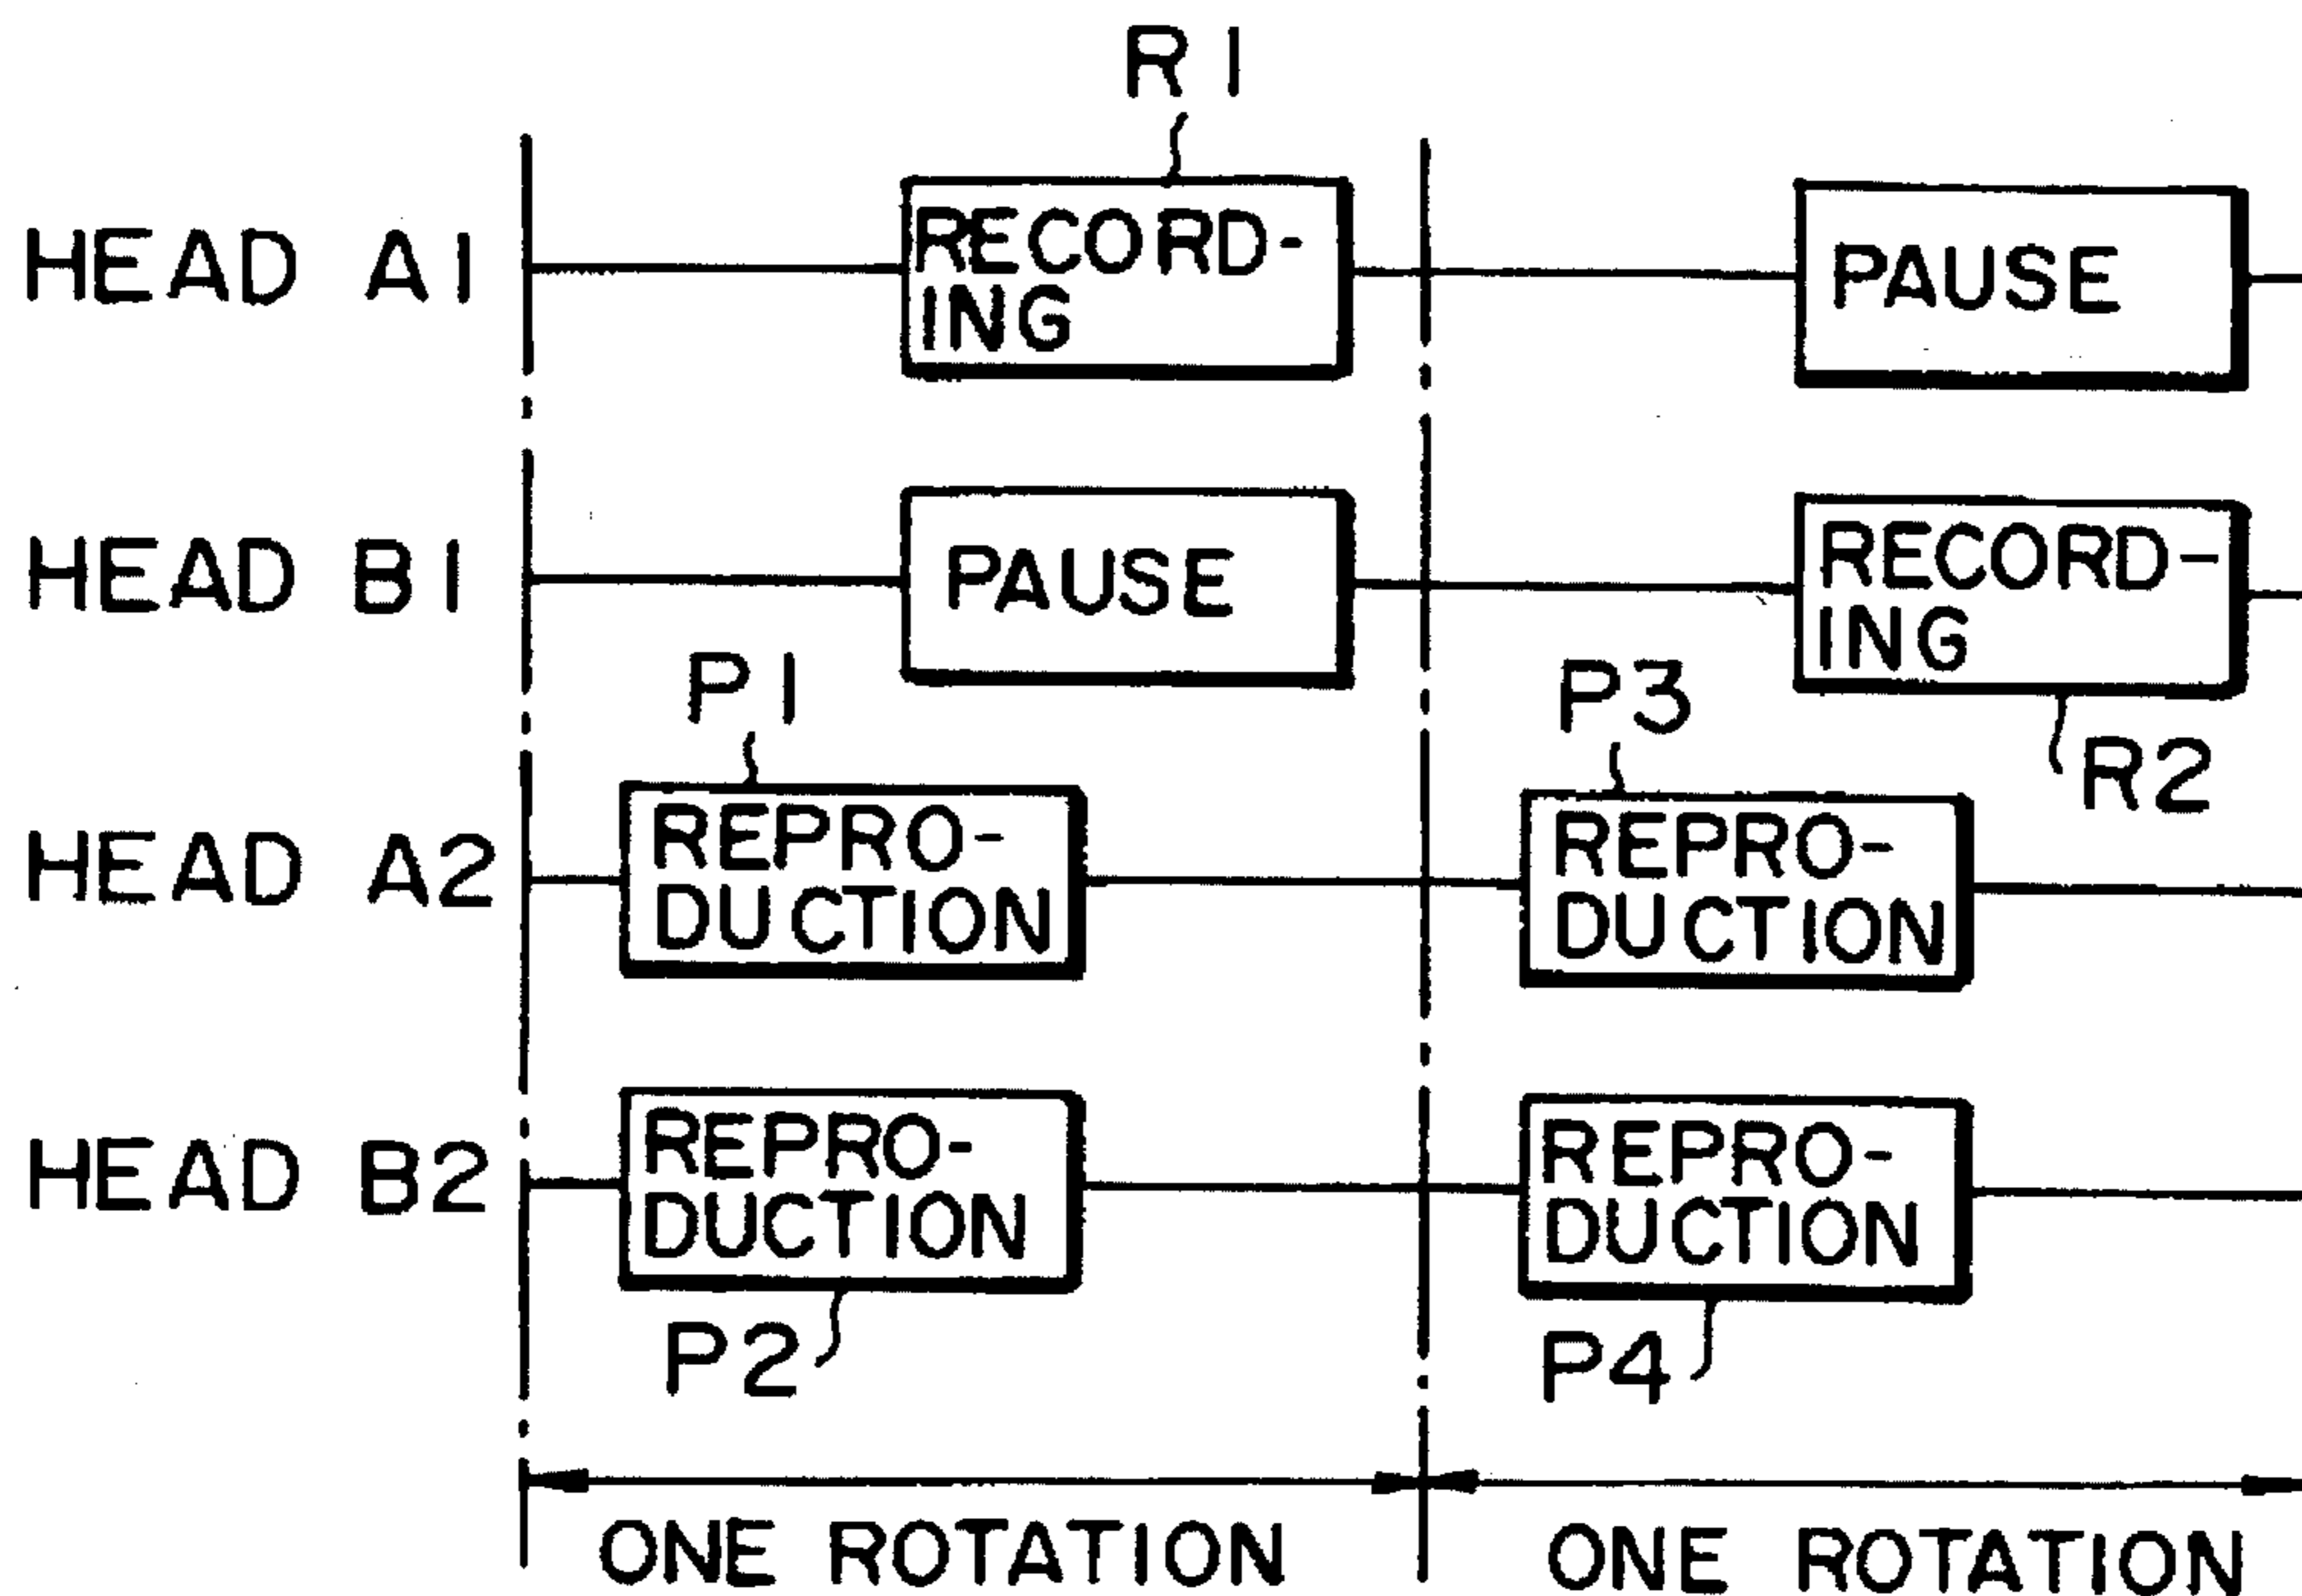 R1
HEAD A1
RECORD-
ING
PAUSE
HEAD B1
PAUSE
RECORD-
ING
P1
P3
R2
HEAD A2
REPRO-
DUCTION
REPRO-
DUCTION
HEAD B2
REPRO-
DUCTION
REPRO-
DUCTION
P2
P4
ONE ROTATION
ONE ROTATION